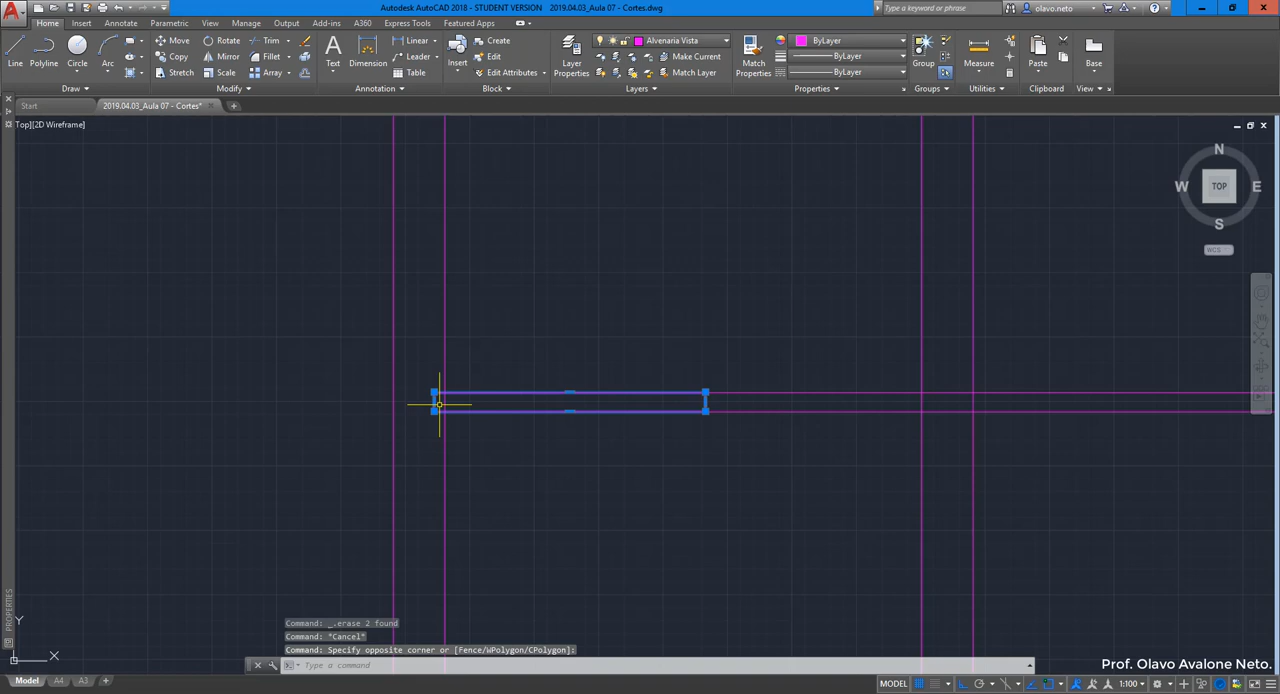 Autodesk AutoCAD 2018 - STUDENT VERSION 2019.04.03_Aula 07 - Cortes.dwg
Type a keyword or phrase
olavo.neto
Home Insert Annotate Parametric View Manage Output Add-ins A360 Express Tools Featured Apps
Line Polyline Circle Arc
Move Rotate Trim
Copy Mirror Fillet
Stretch Scale Array
Text Dimension
Linear
Leader
Table
Insert
Create
Edit
Edit Attributes
Layer Properties
Alvenaria Vista
Make Current
Match Layer
Match Properties
ByLayer
ByLayer
ByLayer
Group Measure Paste Base
Draw Modify Annotation Block Layers Properties Groups Utilities Clipboard View
Start 2019.04.03_Aula 07 - Cortes*
Top][2D Wireframe]
N
W TOP E
S
WCS
PROPERTIES
Y
X
Command: _.erase 2 found
Command: *Cancel*
Command: Specify opposite corner or [Fence/WPolygon/CPolygon]:
Type a command
Prof. Olavo Avalone Neto.
Model A4 A3
MODEL 1:100